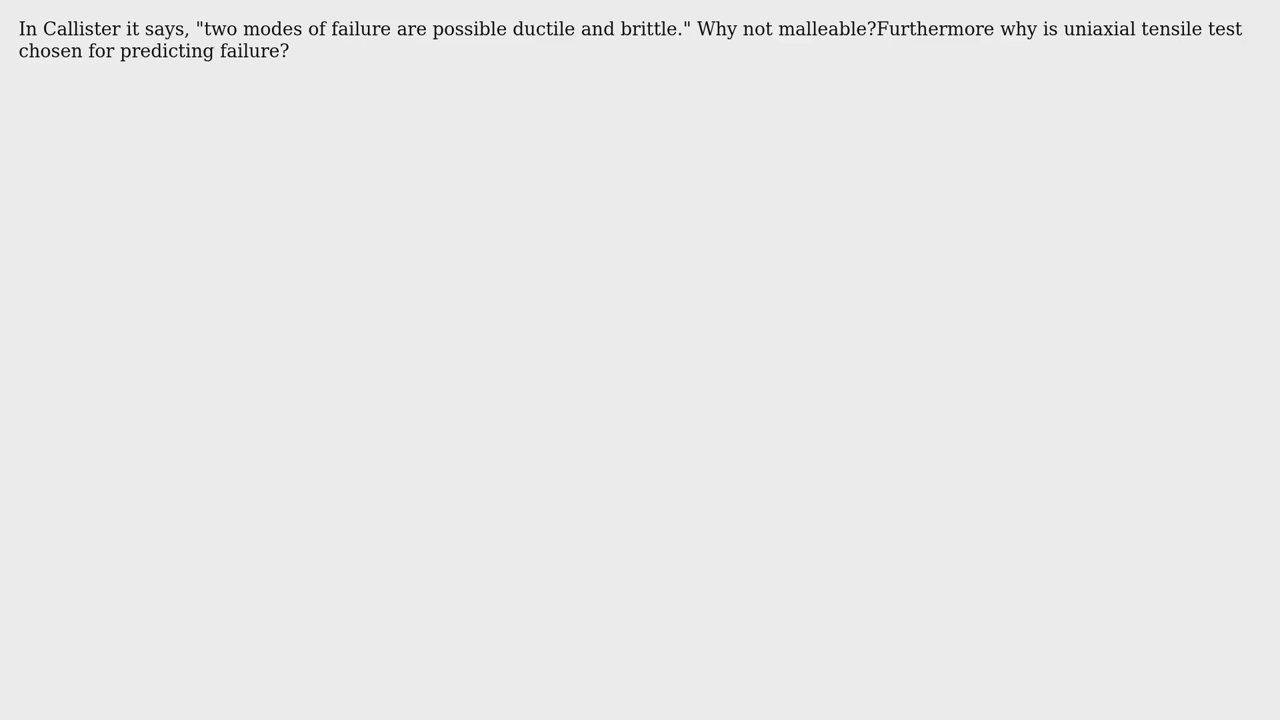 In Callister it says, "two modes of failure are possible ductile and brittle." Why not malleable?Furthermore why is uniaxial tensile test
chosen for predicting failure?